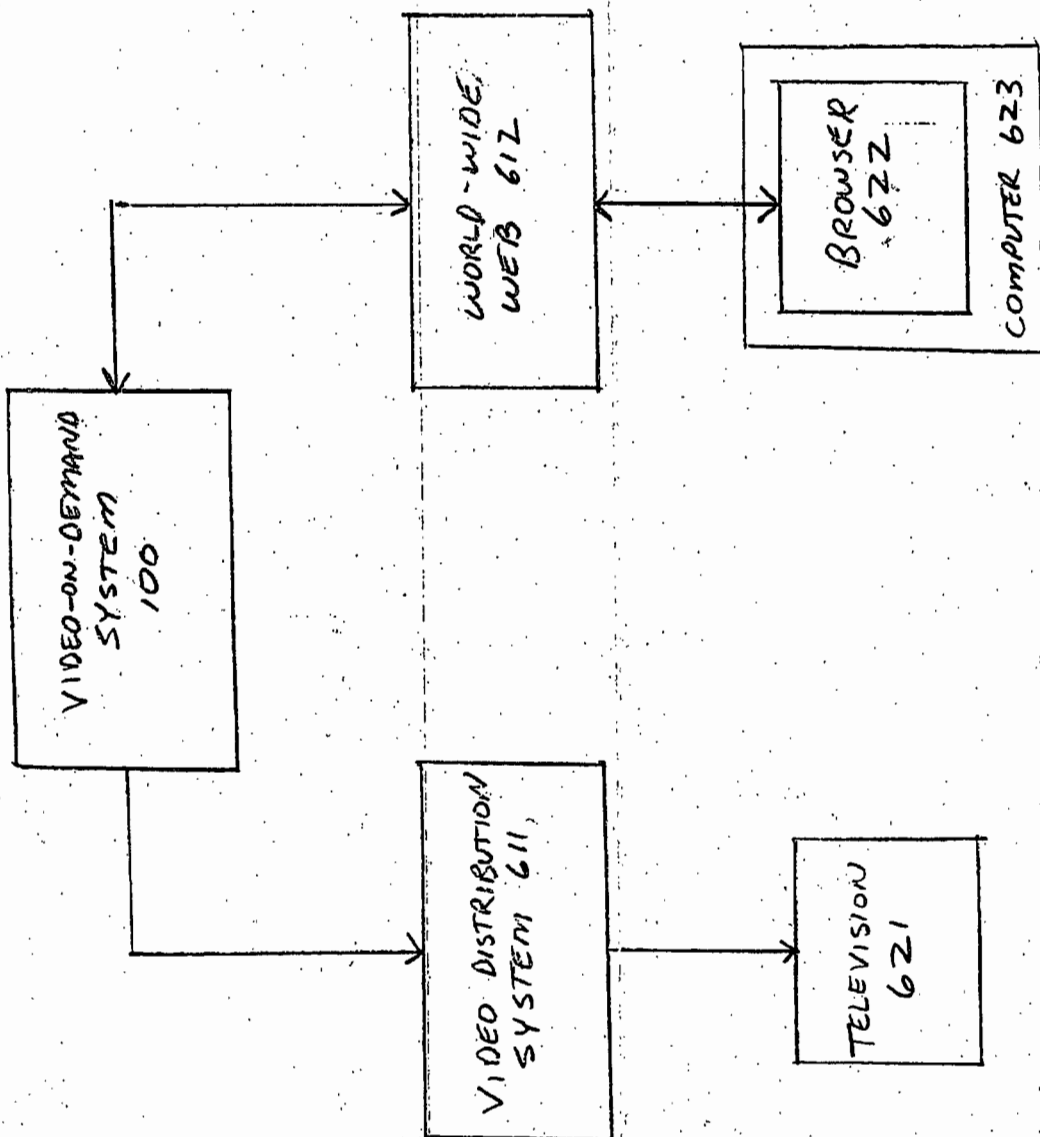 VIDEO-ON-DEMAND
SYSTEM
100
VIDEO DISTRIBUTION
SYSTEM 611,
WORLD-WIDE
WEB 612
TELEVISION
621
BROWSER
622
COMPUTER 623